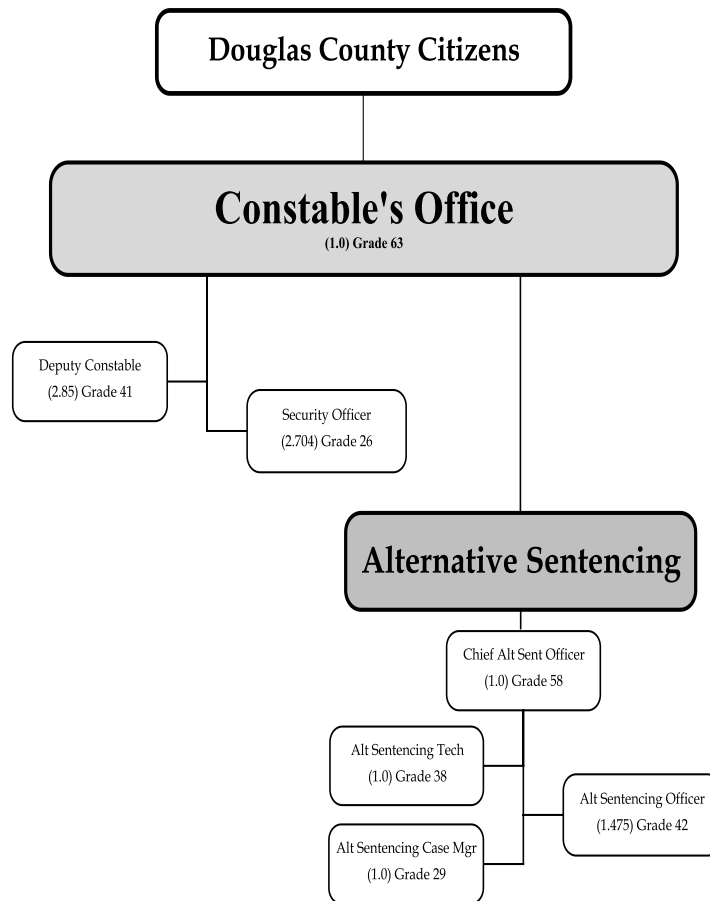 Douglas County Citizens
Constable's Office
(1.0) Grade 63
Deputy Constable
(2.85) Grade 41
Security Officer
(2.704) Grade 26
Alternative Sentencing
Chief Alt Sent Officer
(1.0) Grade 58
Alt Sentencing Tech
(1.0) Grade 38
Alt Sentencing Officer
(1.475) Grade 42
Alt Sentencing Case Mgr
(1.0) Grade 29